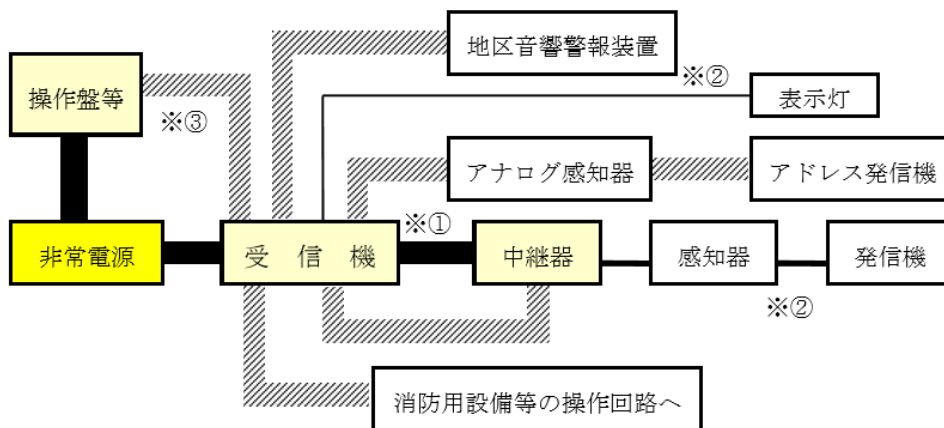 地区音響警報装置
操作盤等
※②
表示灯
※③
アナログ感知器
アドレス発信機
非常電源
受信機
※①
中継器
感知器
発信機
※②
消防用設備等の操作回路へ